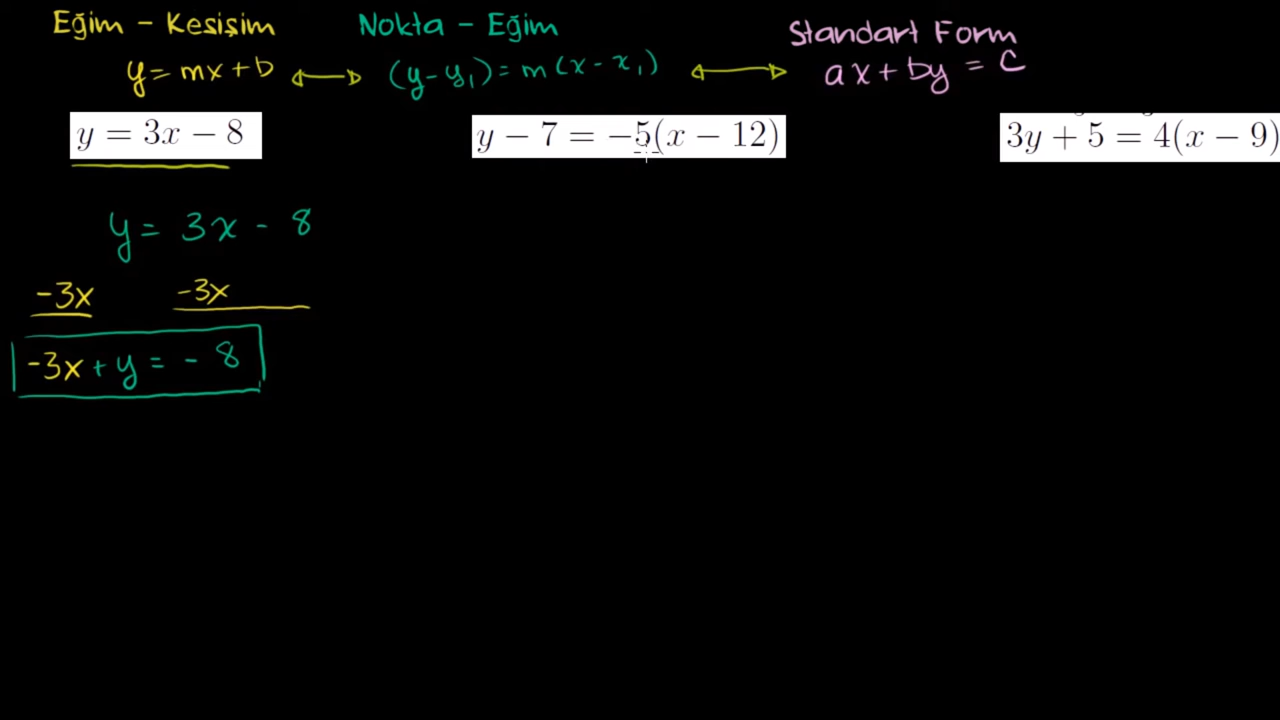 Eğim - Kesişim
y = mx + b
Nokta - Eğim
(y - y₁) = m (x - x₁)
Standart Form
ax + by = c
y = 3x − 8
y − 7 = −5(x − 12)
3y + 5 = 4(x − 9)
y = 3x - 8
-3x -3x
-3x + y = - 8